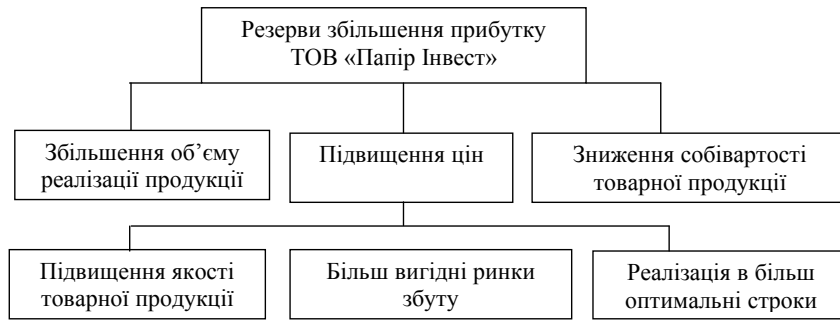 Резерви збільшення прибутку
ТОВ «Папір Інвест»
Збільшення об’єму
реалізації продукції
Підвищення цін
Зниження собівартості
товарної продукції
Підвищення якості
товарної продукції
Більш вигідні ринки
збуту
Реалізація в більш
оптимальні строки